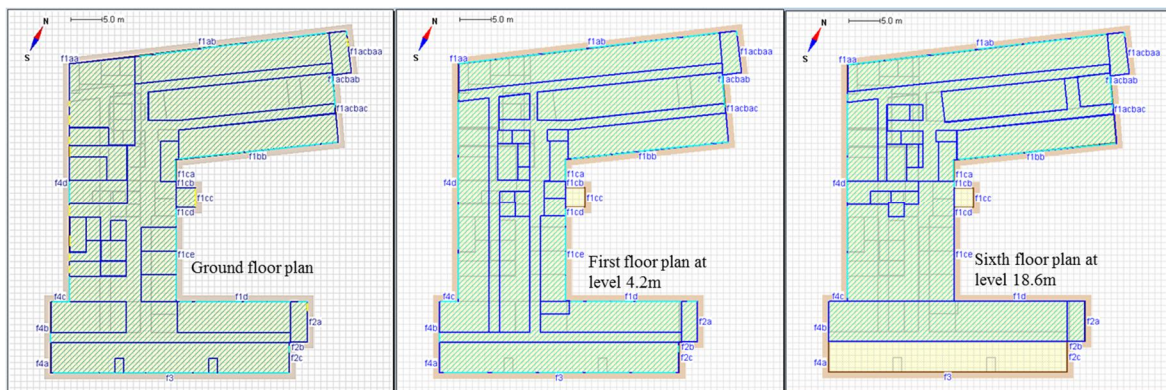 N
S
5.0 m
f1ab
f1aa
f1acbaa
f1acbab
f1acbac
f1bb
f1ca
f1cb
f1cc
f1cd
f4d
f1ce
Ground floor plan
f4c
f1d
f4b
f2a
f2b
f4a
f2c
f3
N
S
5.0 m
f1ab
f1aa
f1acbaa
f1acbab
f1acbac
f1bb
f1ca
f1cb
f1cc
f1cd
f4d
f1ce
First floor plan at
level 4.2m
f4c
f1d
f4b
f2a
f2b
f4a
f2c
f3
N
S
5.0 m
f1ab
f1aa
f1acbaa
f1acbab
f1acbac
f1bb
f1ca
f1cb
f1cc
f1cd
f4d
f1ce
Sixth floor plan at
level 18.6m
f4c
f1d
f4b
f2a
f2b
f4a
f2c
f3